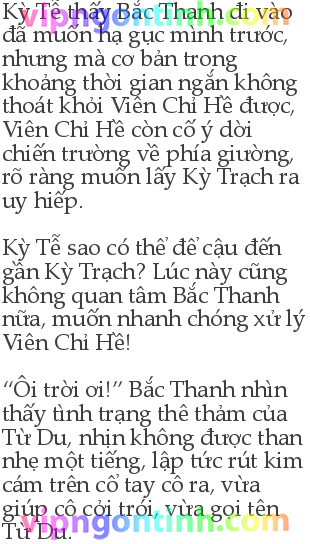 Kỳ Tễ thấy Bắc Thanh đi vào
vipngontinh.com
đã muốn hạ gục mình trước,
nhưng mà cơ bản trong
khoảng thời gian ngắn không
thoát khỏi Viên Chỉ Hề được,
Viên Chỉ Hề còn cố ý dời
chiến trường về phía giường,
rõ ràng muốn lấy Kỳ Trạch ra
uy hiếp.
Kỳ Tễ sao có thể để cậu đến
gần Kỳ Trạch? Lúc này cũng
không quan tâm Bắc Thanh
nữa, muốn nhanh chóng xử lý
Viên Chỉ Hề!
“Ôi trời ơi!” Bắc Thanh nhìn
thấy tình trạng thê thảm của
Từ Du, nhịn không được than
nhẹ một tiếng, lập tức rút kim
cám trên cổ tay cô ra, vừa
giúp cô cởi trói, vừa gọi tên
vipngontinh.com
Từ Du.